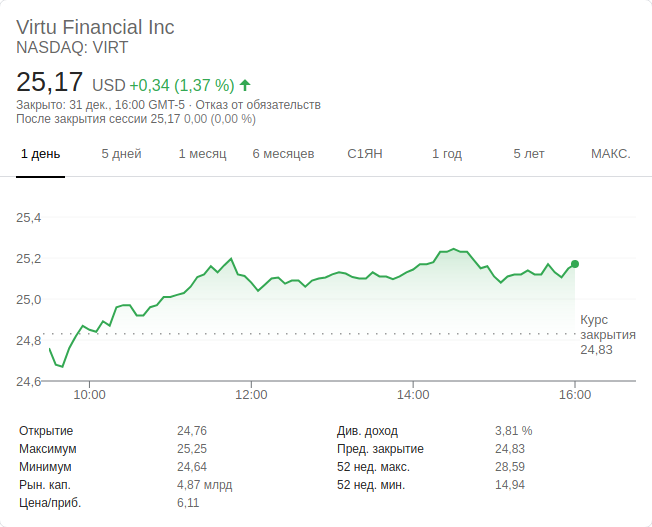 Virtu Financial Inc
NASDAQ: VIRT
25,17 USD +0,34 (1,37 %)
Закрыто: 31 дек., 16:00 GMT-5 · Отказ от обязательств
После закрытия сессии 25,17 0,00 (0,00 %)
1 день 5 дней 1 месяц 6 месяцев С1ЯН 1 год 5 лет МАКС.
25,4
25,2
25,0
24,8
24,6
Курс
закрытия
24,83
10:00 12:00 14:00 16:00
Открытие 24,76 Див. доход 3,81 %
Максимум 25,25 Пред. закрытие 24,83
Минимум 24,64 52 нед. макс. 28,59
Рын. кап. 4,87 млрд 52 нед. мин. 14,94
Цена/приб. 6,11